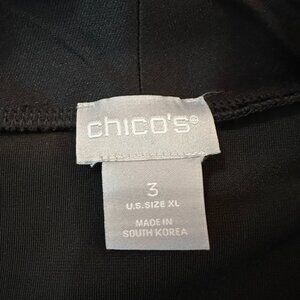 chico's®
3
U.S. SIZE XL
MADE IN
SOUTH KOREA